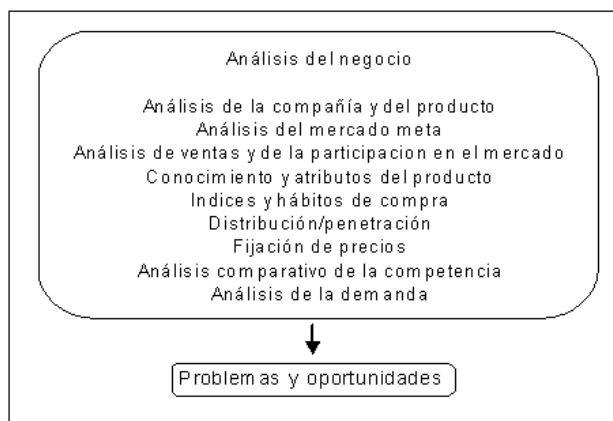 Análisis del negocio
Análisis de la compañía y del producto
Análisis del mercado meta
Análisis de ventas y de la participacion en el mercado
Conocimiento y atributos del producto
Indices y hábitos de compra
Distribución/penetración
Fijación de precios
Análisis comparativo de la competencia
Análisis de la demanda
Problemas y oportunidades